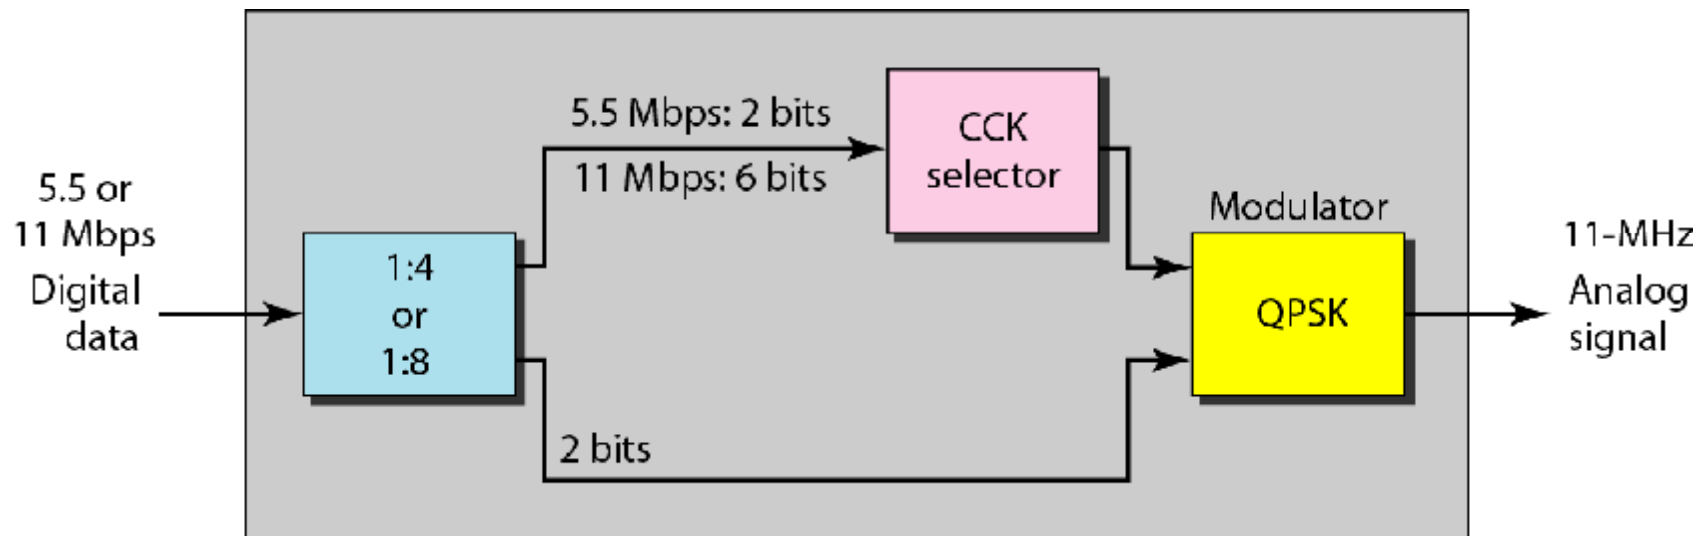 5.5 or
11 Mbps
Digital
data
1:4
or
1:8
5.5 Mbps: 2 bits
11 Mbps: 6 bits
2 bits
CCK
selector
Modulator
QPSK
11-MHz
Analog
signal